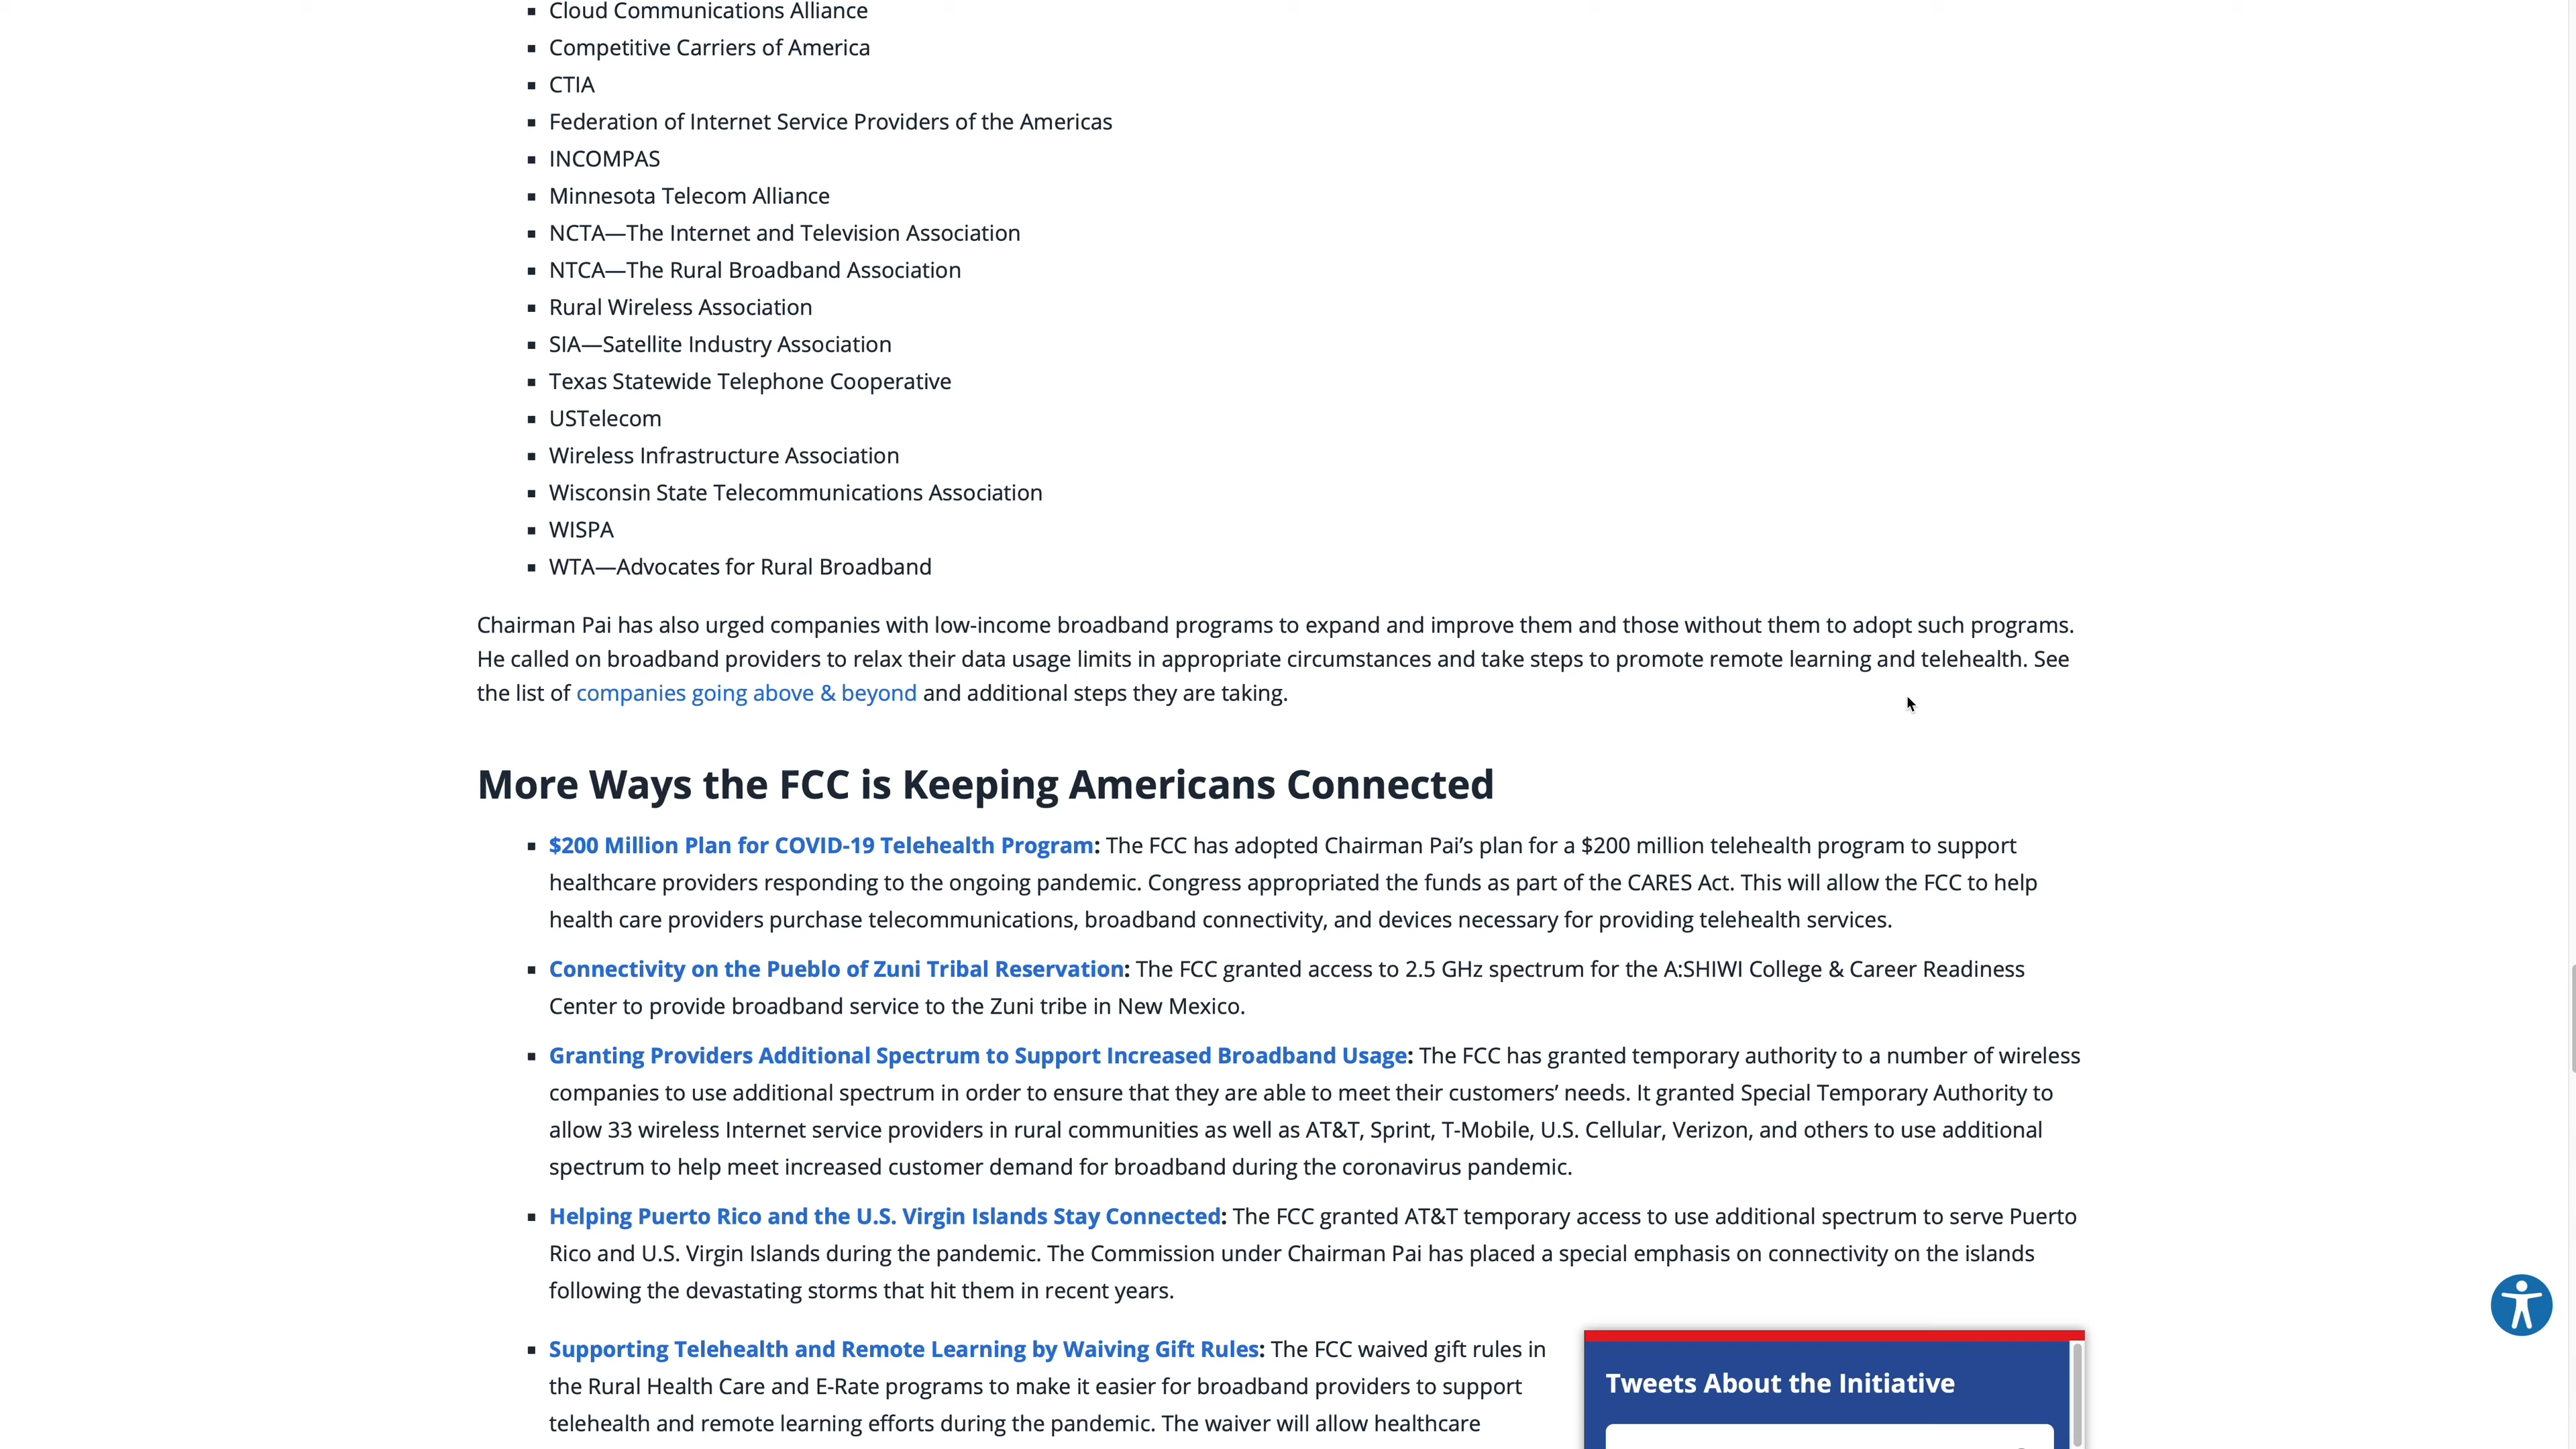 ▪ Cloud Communications Alliance
▪ Competitive Carriers of America
▪ CTIA
▪ Federation of Internet Service Providers of the Americas
▪ INCOMPAS
▪ Minnesota Telecom Alliance
▪ NCTA—The Internet and Television Association
▪ NTCA—The Rural Broadband Association
▪ Rural Wireless Association
▪ SIA—Satellite Industry Association
▪ Texas Statewide Telephone Cooperative
▪ USTelecom
▪ Wireless Infrastructure Association
▪ Wisconsin State Telecommunications Association
▪ WISPA
▪ WTA—Advocates for Rural Broadband
Chairman Pai has also urged companies with low-income broadband programs to expand and improve them and those without them to adopt such programs.
He called on broadband providers to relax their data usage limits in appropriate circumstances and take steps to promote remote learning and telehealth. See
the list of companies going above & beyond and additional steps they are taking.
More Ways the FCC is Keeping Americans Connected
▪ $200 Million Plan for COVID-19 Telehealth Program: The FCC has adopted Chairman Pai’s plan for a $200 million telehealth program to support
healthcare providers responding to the ongoing pandemic. Congress appropriated the funds as part of the CARES Act. This will allow the FCC to help
health care providers purchase telecommunications, broadband connectivity, and devices necessary for providing telehealth services.
▪ Connectivity on the Pueblo of Zuni Tribal Reservation: The FCC granted access to 2.5 GHz spectrum for the A:SHIWI College & Career Readiness
Center to provide broadband service to the Zuni tribe in New Mexico.
▪ Granting Providers Additional Spectrum to Support Increased Broadband Usage: The FCC has granted temporary authority to a number of wireless
companies to use additional spectrum in order to ensure that they are able to meet their customers’ needs. It granted Special Temporary Authority to
allow 33 wireless Internet service providers in rural communities as well as AT&T, Sprint, T-Mobile, U.S. Cellular, Verizon, and others to use additional
spectrum to help meet increased customer demand for broadband during the coronavirus pandemic.
▪ Helping Puerto Rico and the U.S. Virgin Islands Stay Connected: The FCC granted AT&T temporary access to use additional spectrum to serve Puerto
Rico and U.S. Virgin Islands during the pandemic. The Commission under Chairman Pai has placed a special emphasis on connectivity on the islands
following the devastating storms that hit them in recent years.
▪ Supporting Telehealth and Remote Learning by Waiving Gift Rules: The FCC waived gift rules in
the Rural Health Care and E-Rate programs to make it easier for broadband providers to support
telehealth and remote learning efforts during the pandemic. The waiver will allow healthcare
Tweets About the Initiative